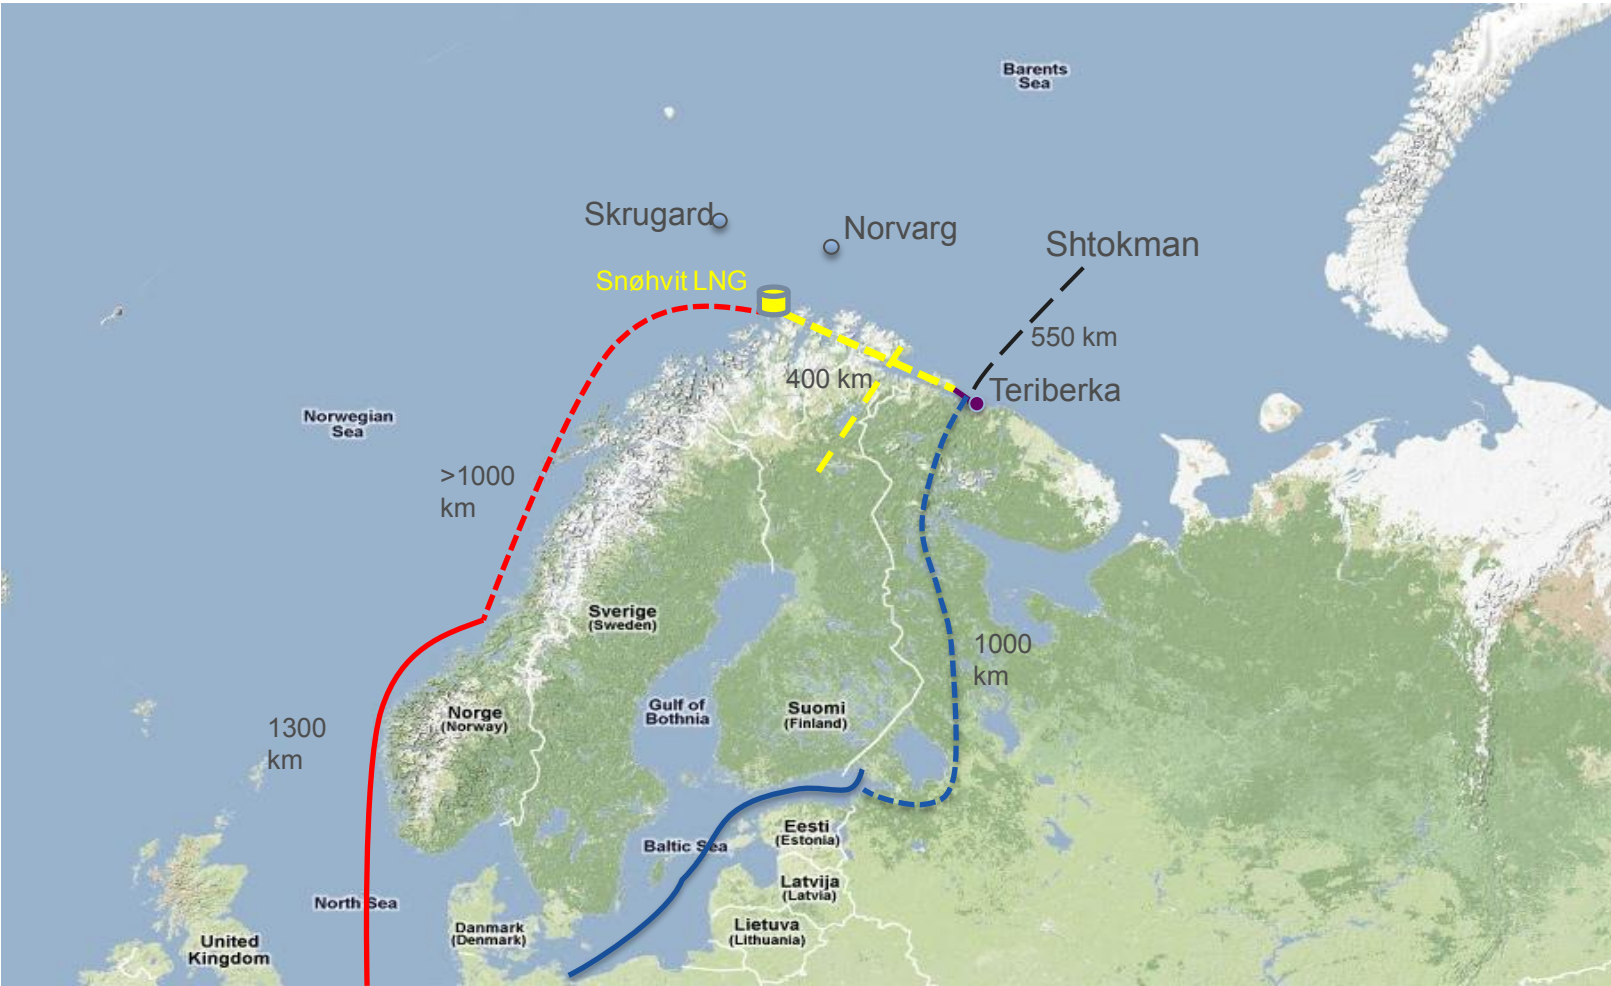 Barents
Sea
Skrugard
Norvarg
Shtokman
Snøhvit LNG
550 km
400 km
Teriberka
Norwegian
Sea
>1000
km
Sverige
(Sweden)
1000
km
Gulf of
Bothnia
Suomi
(Finland)
Norge
(Norway)
1300
km
Eesti
(Estonia)
Baltic Sea
Latvija
(Latvia)
North Sea
Lietuva
(Lithuania)
Danmark
(Denmark)
United
Kingdom